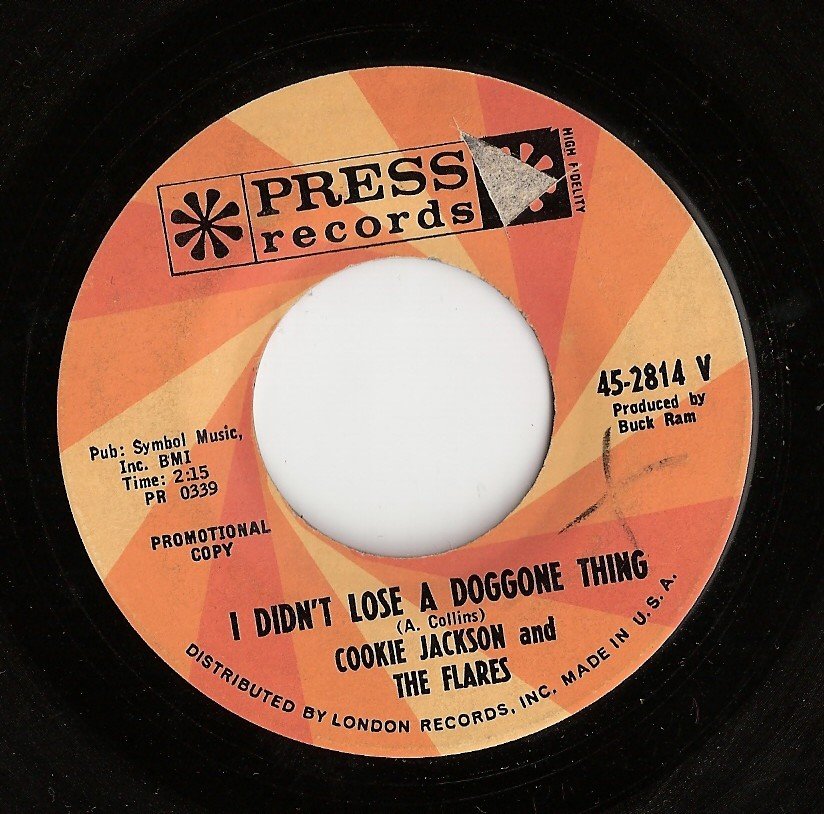 PRESS
records
HIGH FIDELITY
45-2814 V
Produced by
Buck Ram
Pub: Symbol Music,
Inc. BMI
Time: 2:15
PR 0339
PROMOTIONAL
COPY
I DIDN'T LOSE A DOGGONE THING
(A. Collins)
COOKIE JACKSON and
THE FLARES
DISTRIBUTED BY LONDON RECORDS, INC. MADE IN U.S.A.